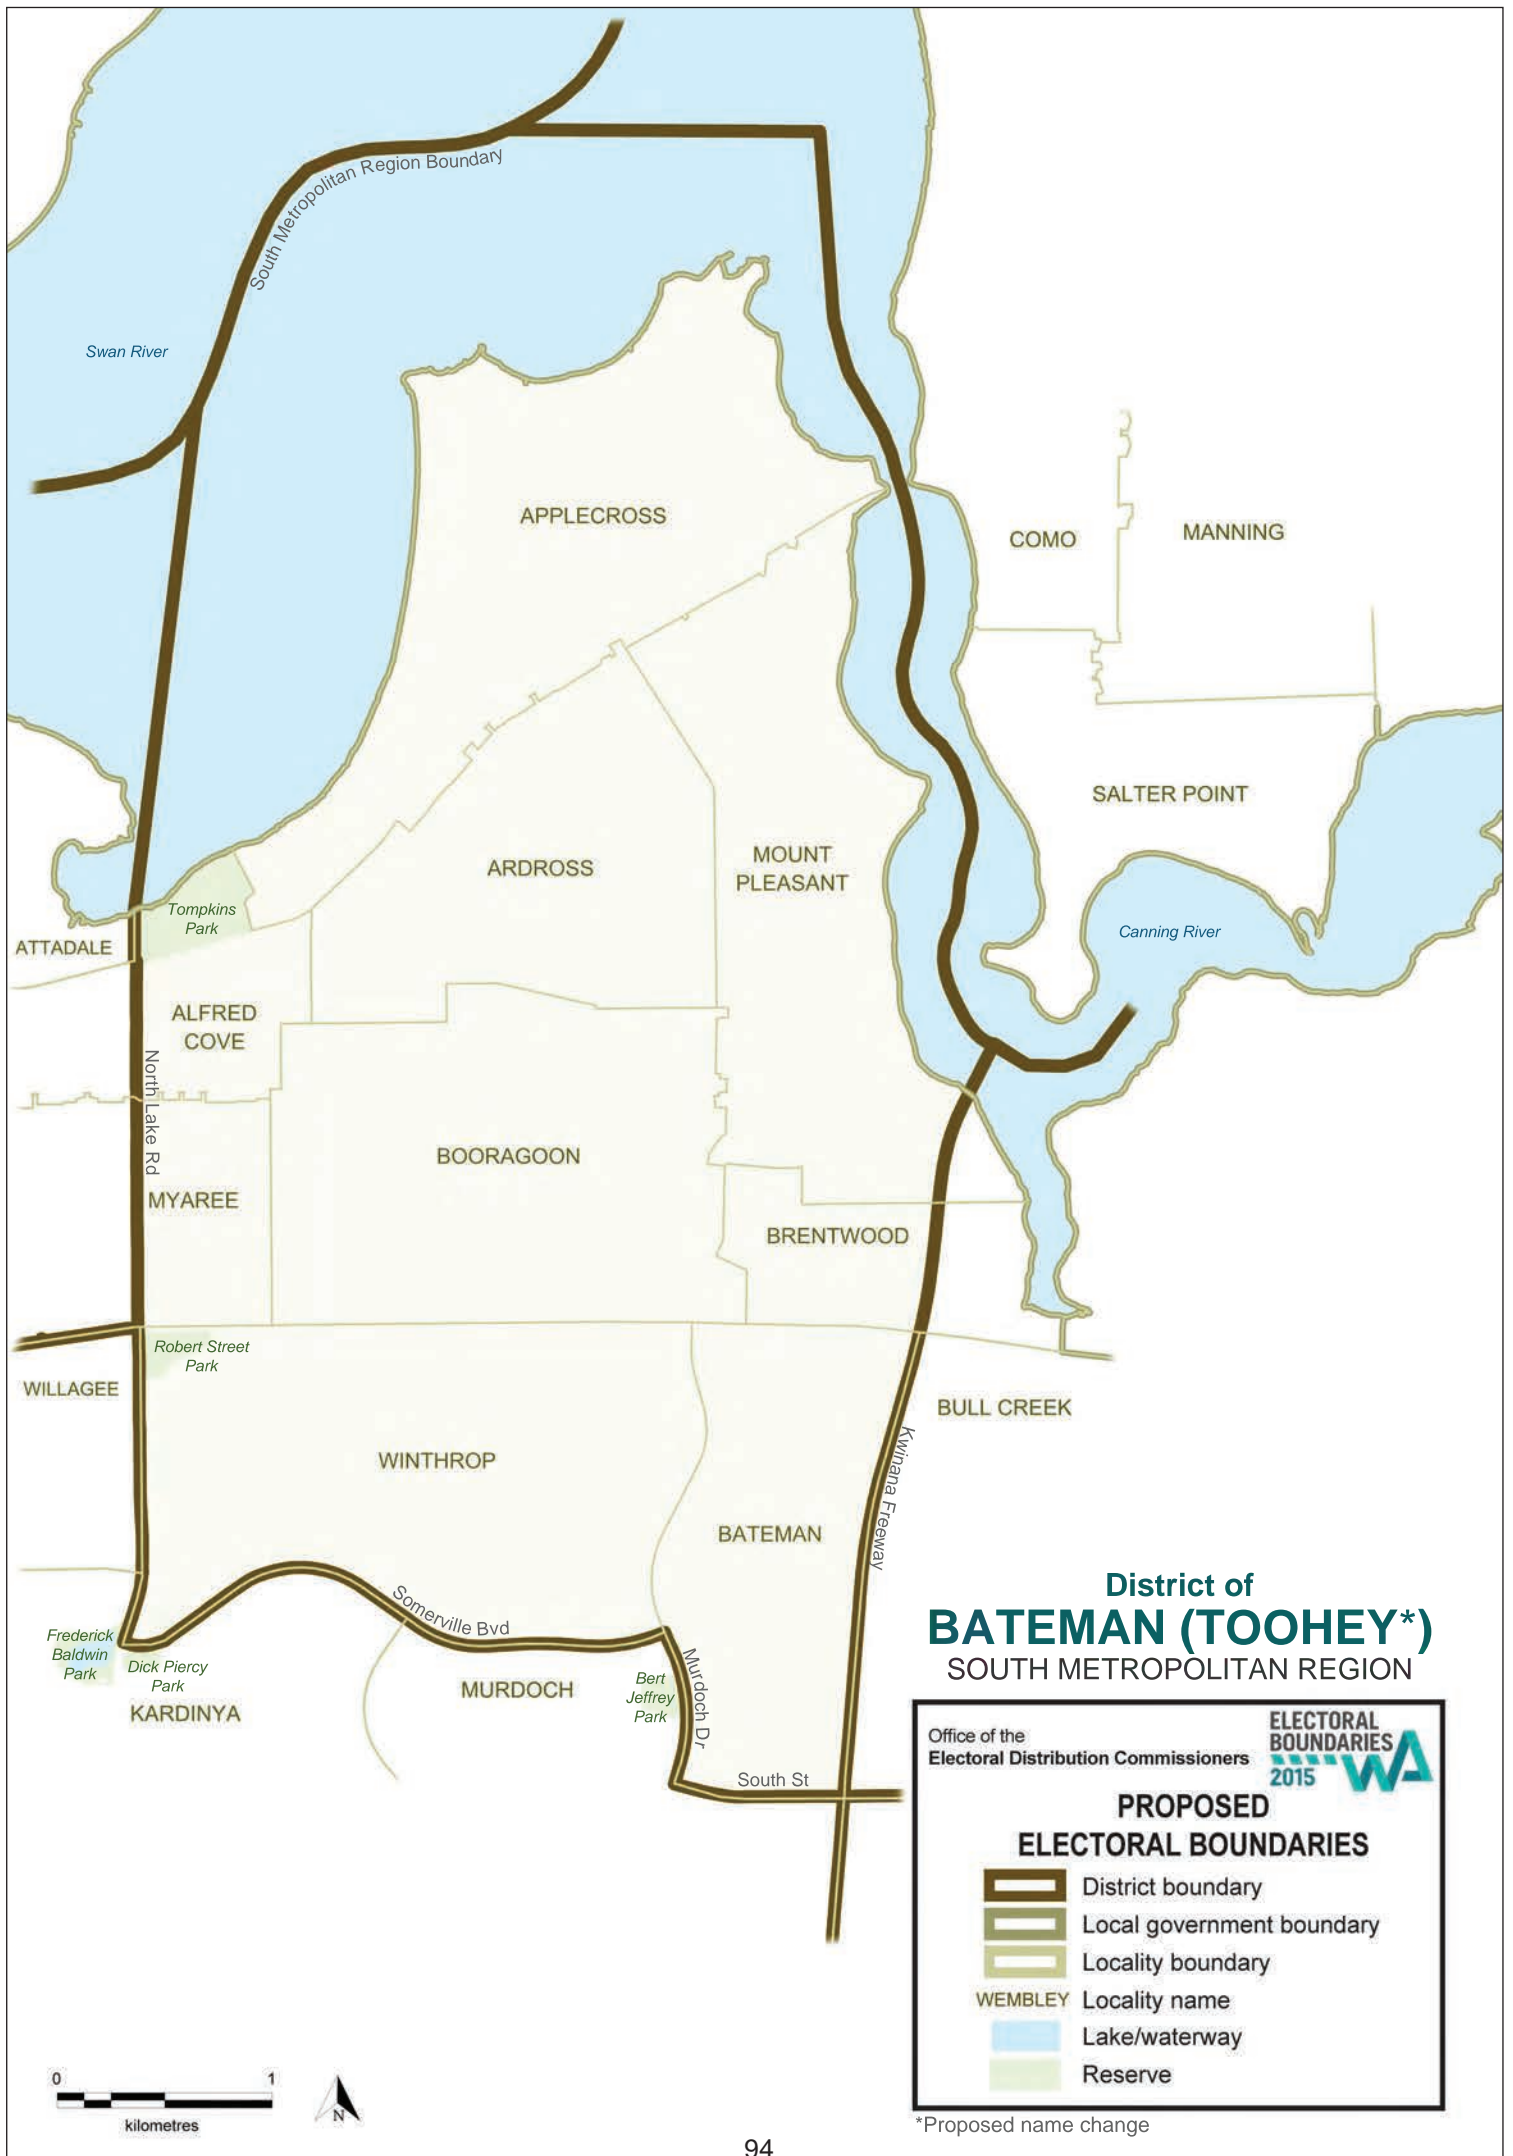 South Metropolitan Region Boundary
Swan River
APPLECROSS
COMO
MANNING
SALTER POINT
MOUNT
PLEASANT
ARDROSS
Tompkins
Park
Canning River
ATTADALE
ALFRED
COVE
North Lake Rd
BOORAGOON
MYAREE
BRENTWOOD
Robert Street
Park
WILLAGEE
BULL CREEK
WINTHROP
Kwinana Freeway
BATEMAN
Somerville Bvd
Frederick
Baldwin
Park
Dick Piercy
Park
KARDINYA
MURDOCH
Bert
Jeffrey
Park
Murdoch Dr
South St
District of
BATEMAN (TOOHEY*)
SOUTH METROPOLITAN REGION
Office of the
Electoral Distribution Commissioners
ELECTORAL
BOUNDARIES
2015 WA
PROPOSED
ELECTORAL BOUNDARIES
District boundary
Local government boundary
Locality boundary
WEMBLEY Locality name
Lake/waterway
Reserve
*Proposed name change
0 1
kilometres
N
94